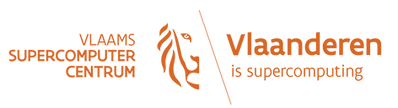 VLAAMS
SUPERCOMPUTER
CENTRUM
Vlaanderen
is supercomputing